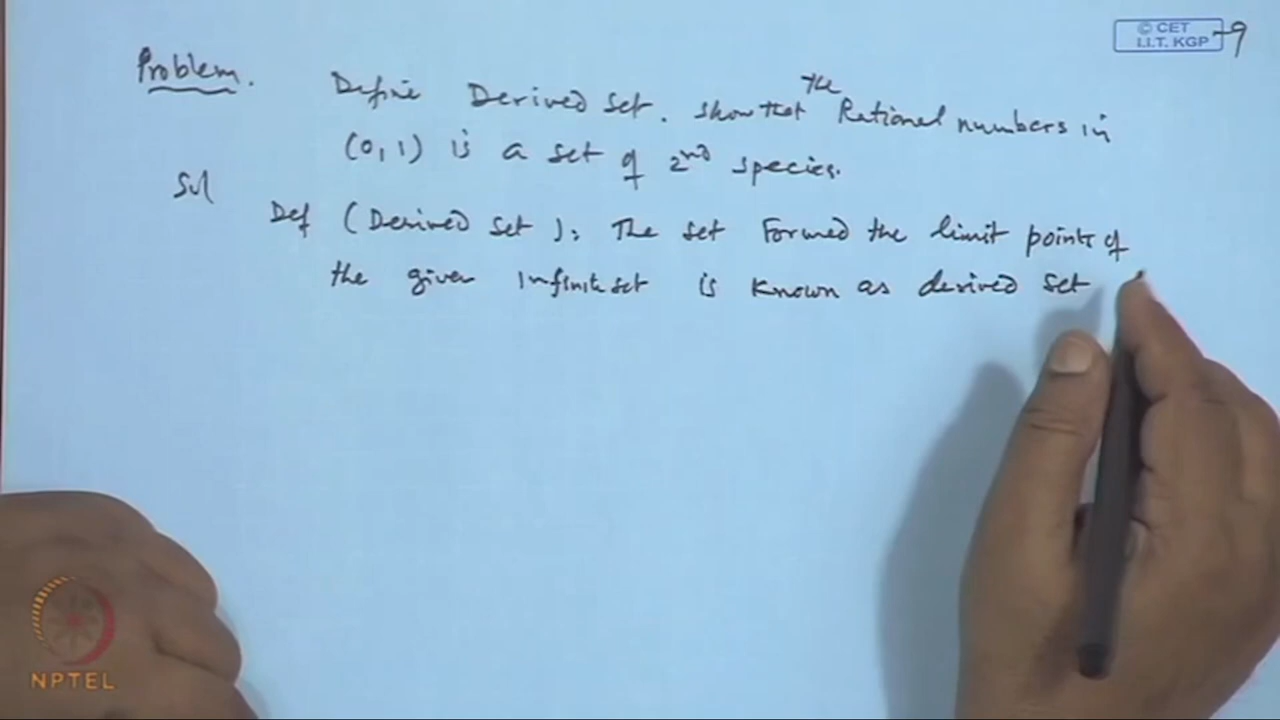 © CET
I.I.T. KGP
-9
Problem.
Define Derived Set. Show that the Rational numbers in
(0,1) is a set of 2nd species.
Sol
Def (Derived Set): The set formed the limit points of
the given infinite set is known as derived set
NPTEL